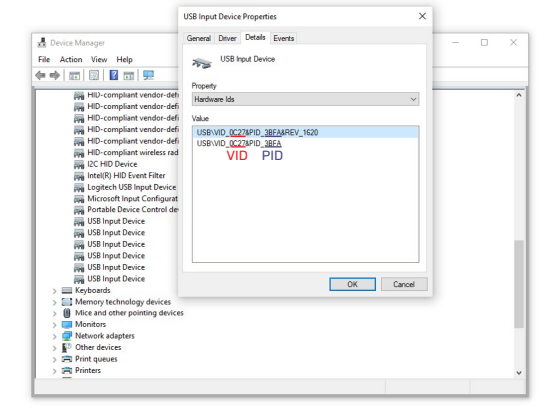 USB Input Device Properties
General Driver Details Events
USB Input Device
Property
Hardware Ids
Value
USB\VID_0C27&PID_3BFA&REV_1620
USB\VID_0C27&PID_3BFA
VID PID
OK Cancel
Device Manager
File Action View Help
HID-compliant vendor-defi
HID-compliant vendor-defi
HID-compliant vendor-defi
HID-compliant vendor-defi
HID-compliant vendor-defi
HID-compliant wireless rad
I2C HID Device
Intel(R) HID Event Filter
Logitech USB Input Device
Microsoft Input Configurat
Portable Device Control de
USB Input Device
USB Input Device
USB Input Device
USB Input Device
USB Input Device
USB Input Device
Keyboards
Memory technology devices
Mice and other pointing devices
Monitors
Network adapters
Other devices
Print queues
Printers